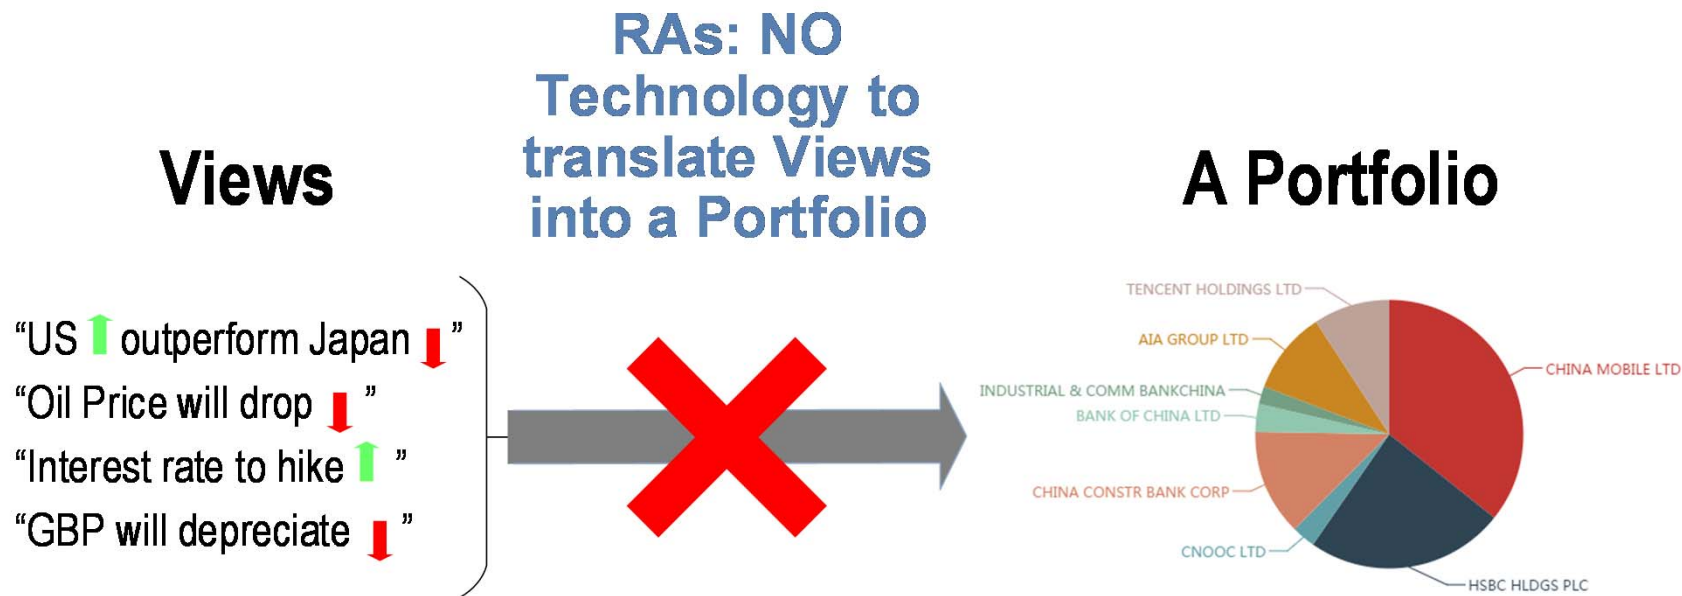 RAs: NO
Technology to
translate Views
into a Portfolio
Views
A Portfolio
“US outperform Japan ”
“Oil Price will drop ”
“Interest rate to hike ”
“GBP will depreciate ”
TENCENT HOLDINGS LTD
AIA GROUP LTD
INDUSTRIAL & COMM BANKCHINA
BANK OF CHINA LTD
CHINA CONSTR BANK CORP
CNOOC LTD
CHINA MOBILE LTD
HSBC HLDGS PLC